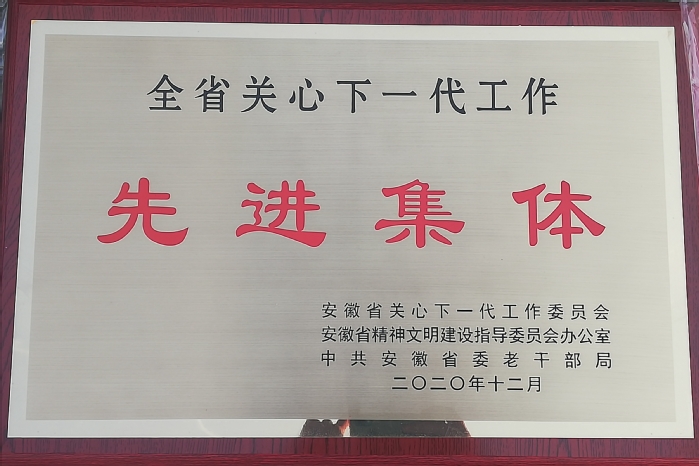 全省关心下一代工作
先进集体
安徽省关心下一代工作委员会
安徽省精神文明建设指导委员会办公室
中共安徽省委老干部局
二〇二〇年十二月